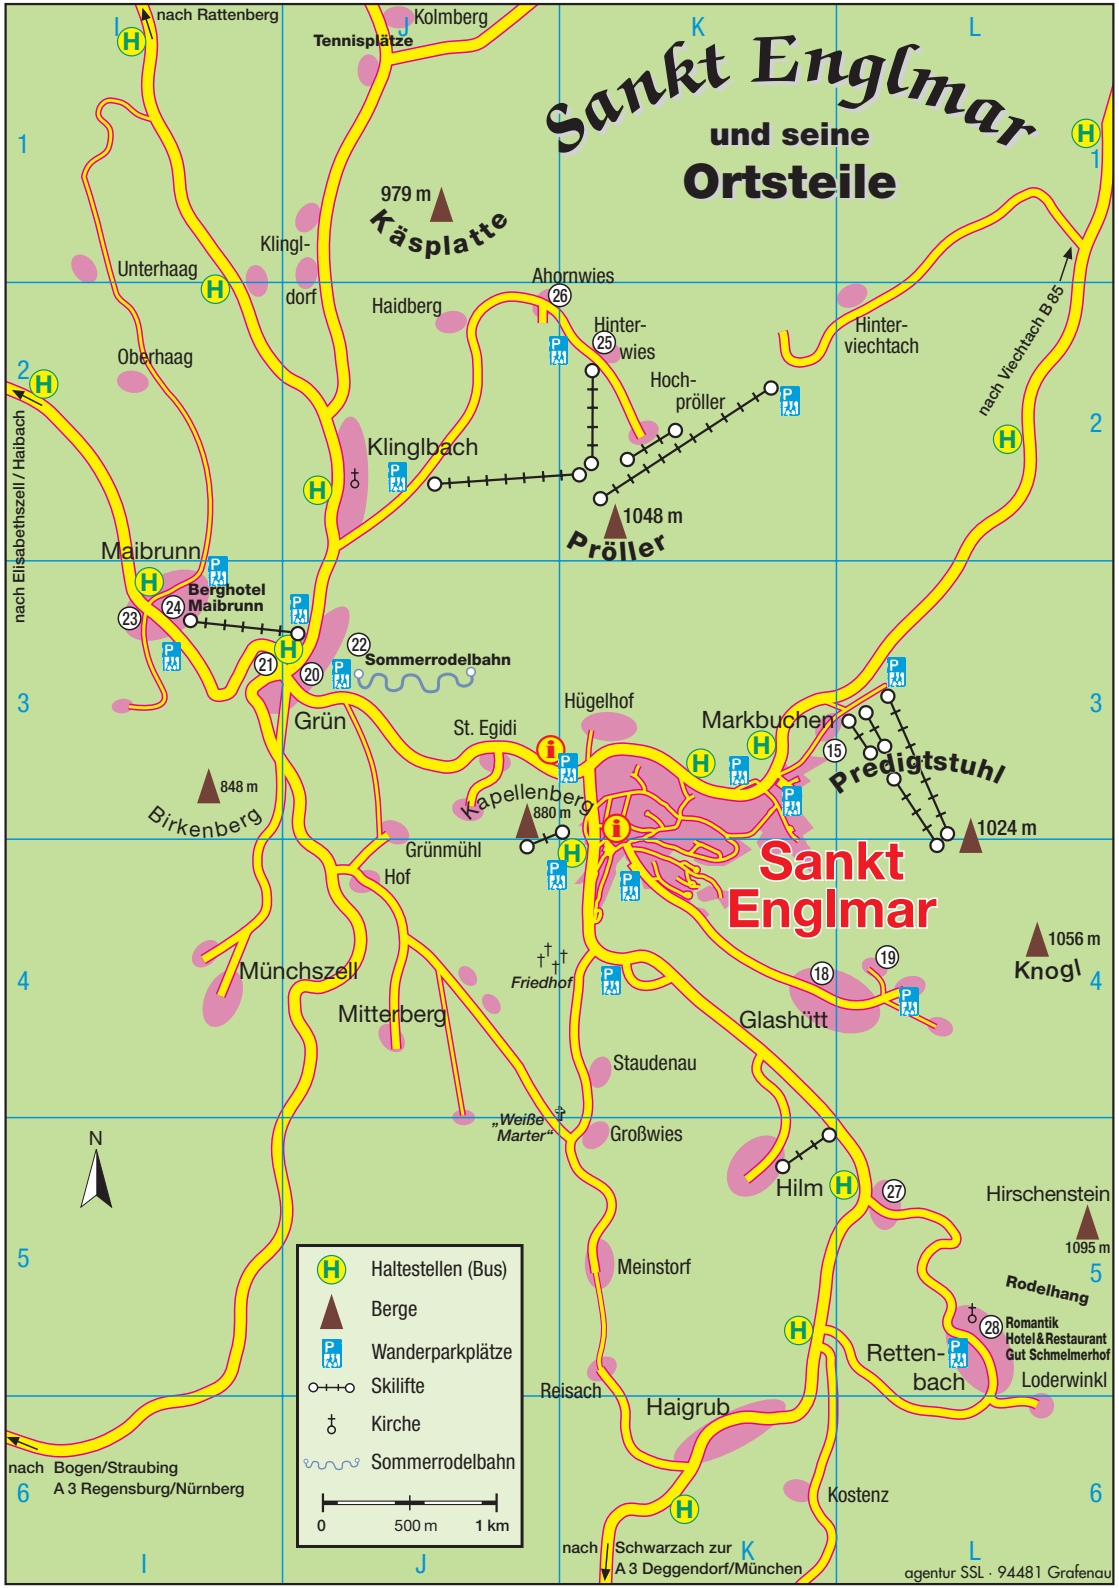 nach Rattenberg
I
J
K
L
Kolmberg
Tennisplätze
H
Sankt Englmar
und seine
Ortsteile
1
1
H
979 m
Käsplatte
Klingl-
dorf
Unterhaag
H
Ahornwies
26
Haidberg
Hinter-
wies
25
P
Hinter-
viechtach
nach Viechtach B 85
Oberhaag
2
2
H
Hoch-
pröller
P
nach Elisabethszell / Haibach
Klinglbach
P
H
H
1048 m
Pröller
Maibrunn
P
H
Berghotel
Maibrunn
24
23
P
P
H
21
20
22
P
Sommerrodelbahn
P
3
3
Grün
Hügelhof
St. Egidi
i
P
Markbuchen
H
H
P
15
Predigtstuhl
P
848 m
Birkenberg
Kapellenberg
880 m
i
1024 m
Grünmühl
H
Sankt
Englmar
Hof
P
P
1056 m
Knogl
19
18
P
Friedhof
P
4
4
Münchszell
Mitterberg
Glashütt
Staudenau
„Weiße
Marter“
Großwies
N
Hilm
H
27
Hirschenstein
1095 m
5
5
Meinstorf
Rodelhang
H
28
Romantik
Hotel & Restaurant
Gut Schmelmerhof
Retten-
bach
P
Loderwinkl
Reisach
Haigrub
H
Haltestellen (Bus)
Berge
P
Wanderparkplätze
Skilifte
Kirche
Sommerrodelbahn
0
500 m
1 km
nach Bogen/Straubing
A 3 Regensburg/Nürnberg
6
6
Kostenz
H
nach Schwarzach zur
A 3 Deggendorf/München
I
J
K
L
agentur SSL · 94481 Grafenau